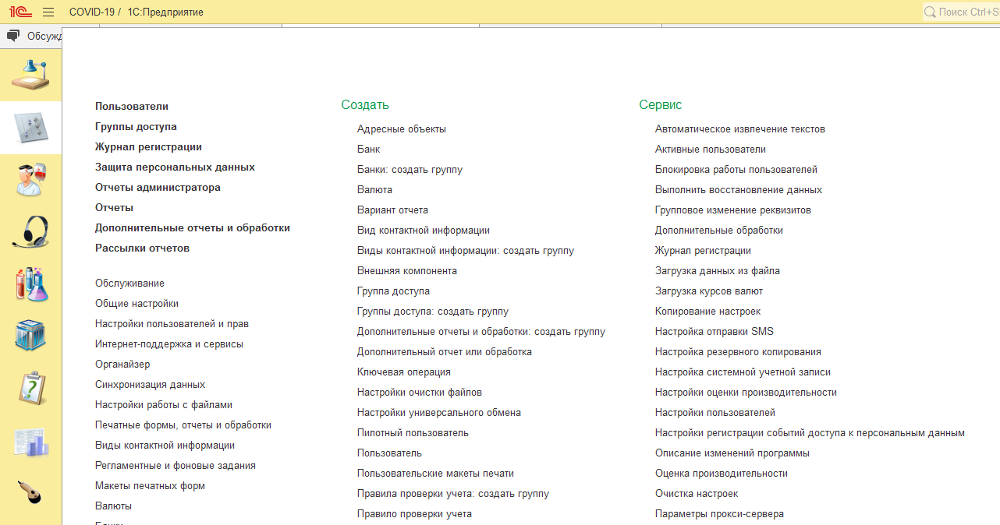 1С COVID-19 / 1С:Предприятие
Поиск Ctrl+S
Обсужд
Пользователи
Группы доступа
Журнал регистрации
Защита персональных данных
Отчеты администратора
Отчеты
Дополнительные отчеты и обработки
Рассылки отчетов
Обслуживание
Общие настройки
Настройки пользователей и прав
Интернет-поддержка и сервисы
Органайзер
Синхронизация данных
Настройки работы с файлами
Печатные формы, отчеты и обработки
Виды контактной информации
Регламентные и фоновые задания
Макеты печатных форм
Валюты
Создать
Адресные объекты
Банк
Банки: создать группу
Валюта
Вариант отчета
Вид контактной информации
Виды контактной информации: создать группу
Внешняя компонента
Группа доступа
Группы доступа: создать группу
Дополнительные отчеты и обработки: создать группу
Дополнительный отчет или обработка
Ключевая операция
Настройки очистки файлов
Настройки универсального обмена
Пилотный пользователь
Пользователь
Пользовательские макеты печати
Правила проверки учета: создать группу
Правило проверки учета
Сервис
Автоматическое извлечение текстов
Активные пользователи
Блокировка работы пользователей
Выполнить восстановление данных
Групповое изменение реквизитов
Дополнительные обработки
Журнал регистрации
Загрузка данных из файла
Загрузка курсов валют
Копирование настроек
Настройка отправки SMS
Настройка резервного копирования
Настройка системной учетной записи
Настройки оценки производительности
Настройки пользователей
Настройки регистрации событий доступа к персональным данным
Описание изменений программы
Оценка производительности
Очистка настроек
Параметры прокси-сервера